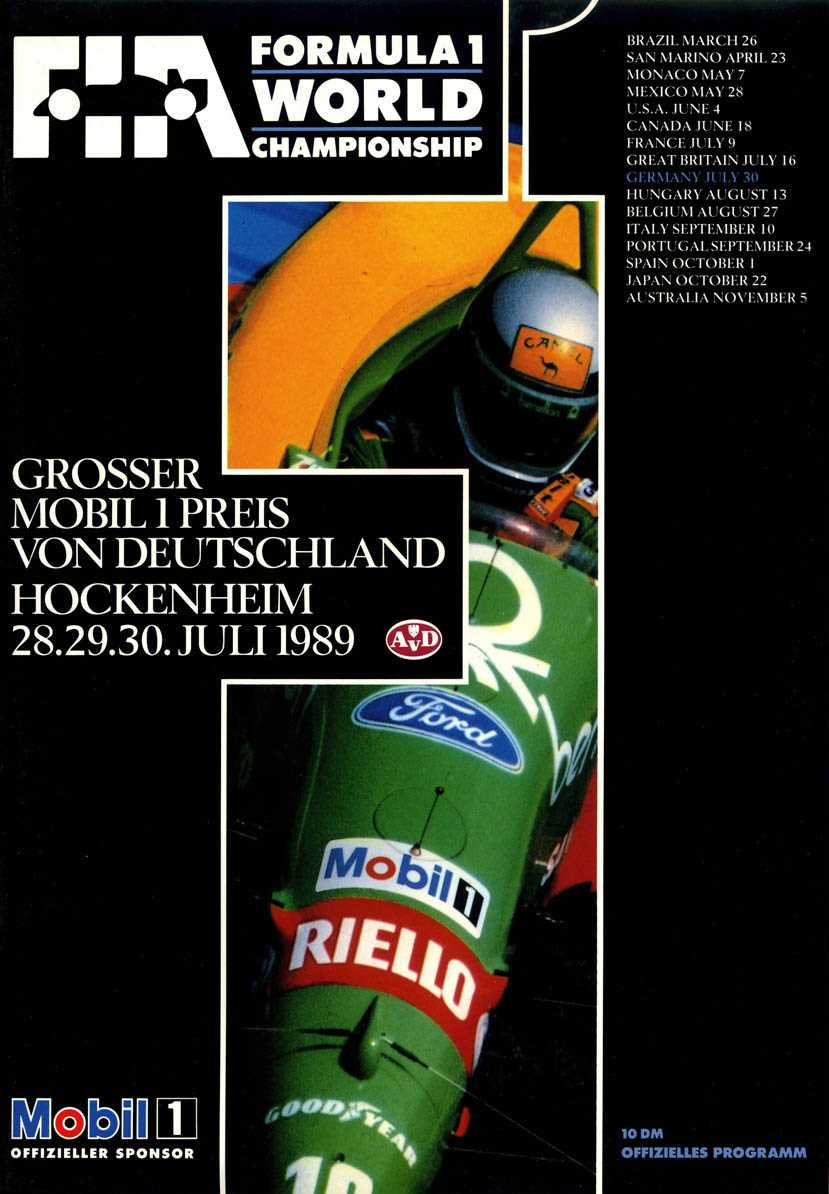 FIA
FORMULA 1
WORLD
CHAMPIONSHIP
BRAZIL MARCH 26
SAN MARINO APRIL 23
MONACO MAY 7
MEXICO MAY 28
U.S.A. JUNE 4
CANADA JUNE 18
FRANCE JULY 9
GREAT BRITAIN JULY 16
GERMANY JULY 30
HUNGARY AUGUST 13
BELGIUM AUGUST 27
ITALY SEPTEMBER 10
PORTUGAL SEPTEMBER 24
SPAIN OCTOBER 1
JAPAN OCTOBER 22
AUSTRALIA NOVEMBER 5
CAMEL
benetton
GROSSER
MOBIL 1 PREIS
VON DEUTSCHLAND
HOCKENHEIM
28.29.30. JULI 1989
AVD
Ford
ben
Mobil 1
RIELLO
GOODYEAR
Mobil 1
OFFIZIELLER SPONSOR
10 DM
OFFIZIELLES PROGRAMM